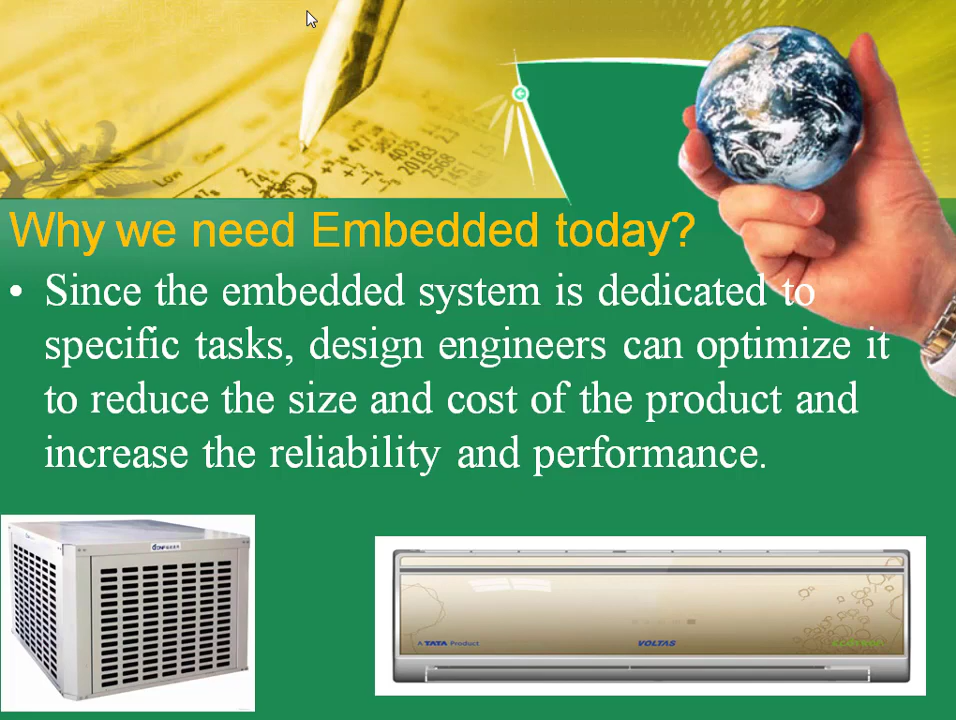 Why we need Embedded today?
• Since the embedded system is dedicated to
specific tasks, design engineers can optimize it
to reduce the size and cost of the product and
increase the reliability and performance.
A TATA Product
VOLTAS